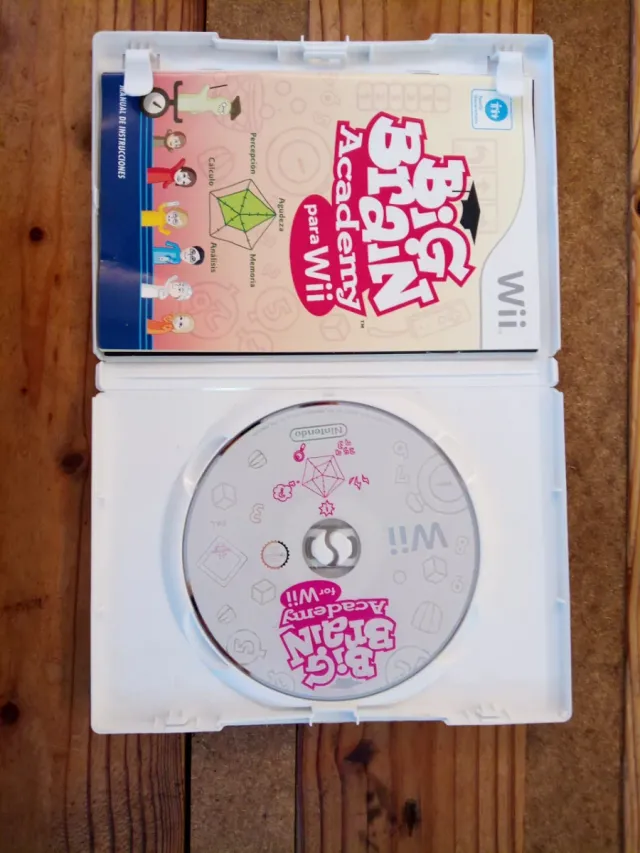 Wii
BiG
BRaiN
Academy™
para Wii
Percepción
Cálculo
Agudeza
Memoria
Análisis
MANUAL DE INSTRUCCIONES
Nintendo
Wii
BiG
BRaiN
Academy
for Wii